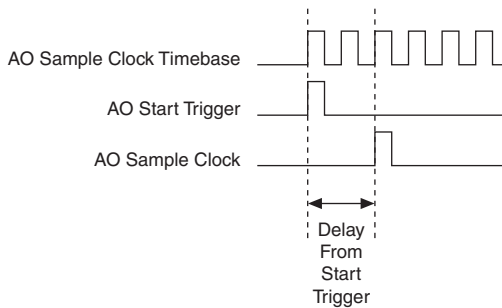 AO Sample Clock Timebase
AO Start Trigger
AO Sample Clock
Delay
From
Start
Trigger